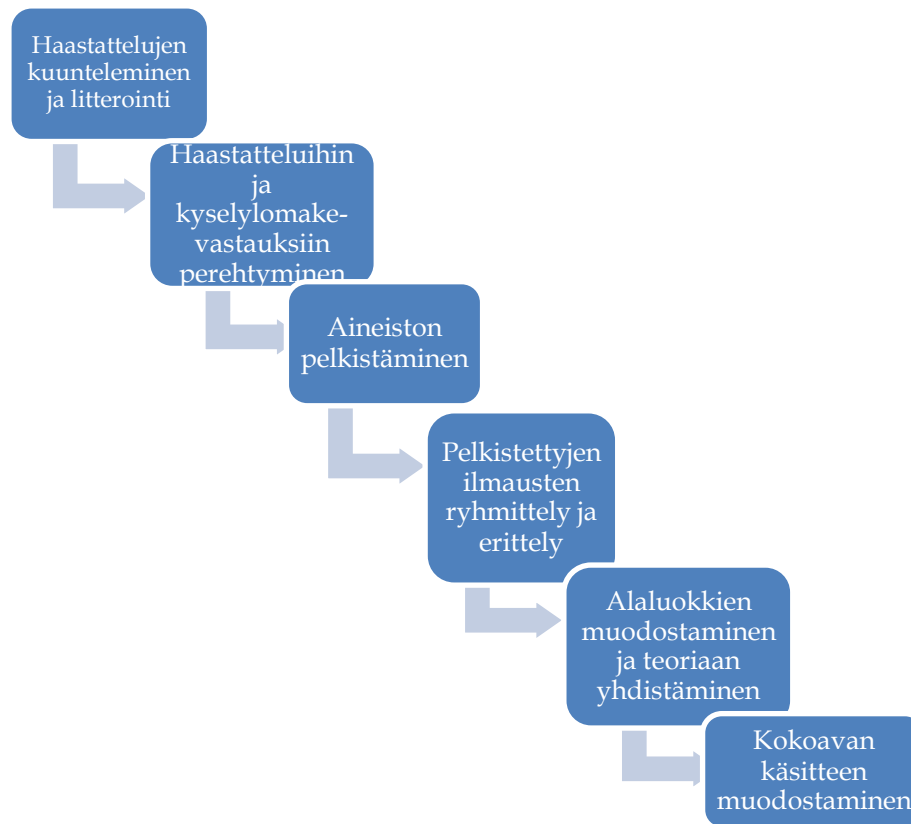 Haastattelujen
kuunteleminen
ja litterointi
Haastatteluihin
ja
kyselylomake-
vastauksiin
perehtyminen
Aineiston
pelkistäminen
Pelkistettyjen
ilmausten
ryhmittely ja
erittely
Alaluokkien
muodostaminen
ja teoriaan
yhdistäminen
Kokoavan
käsitteen
muodostaminen